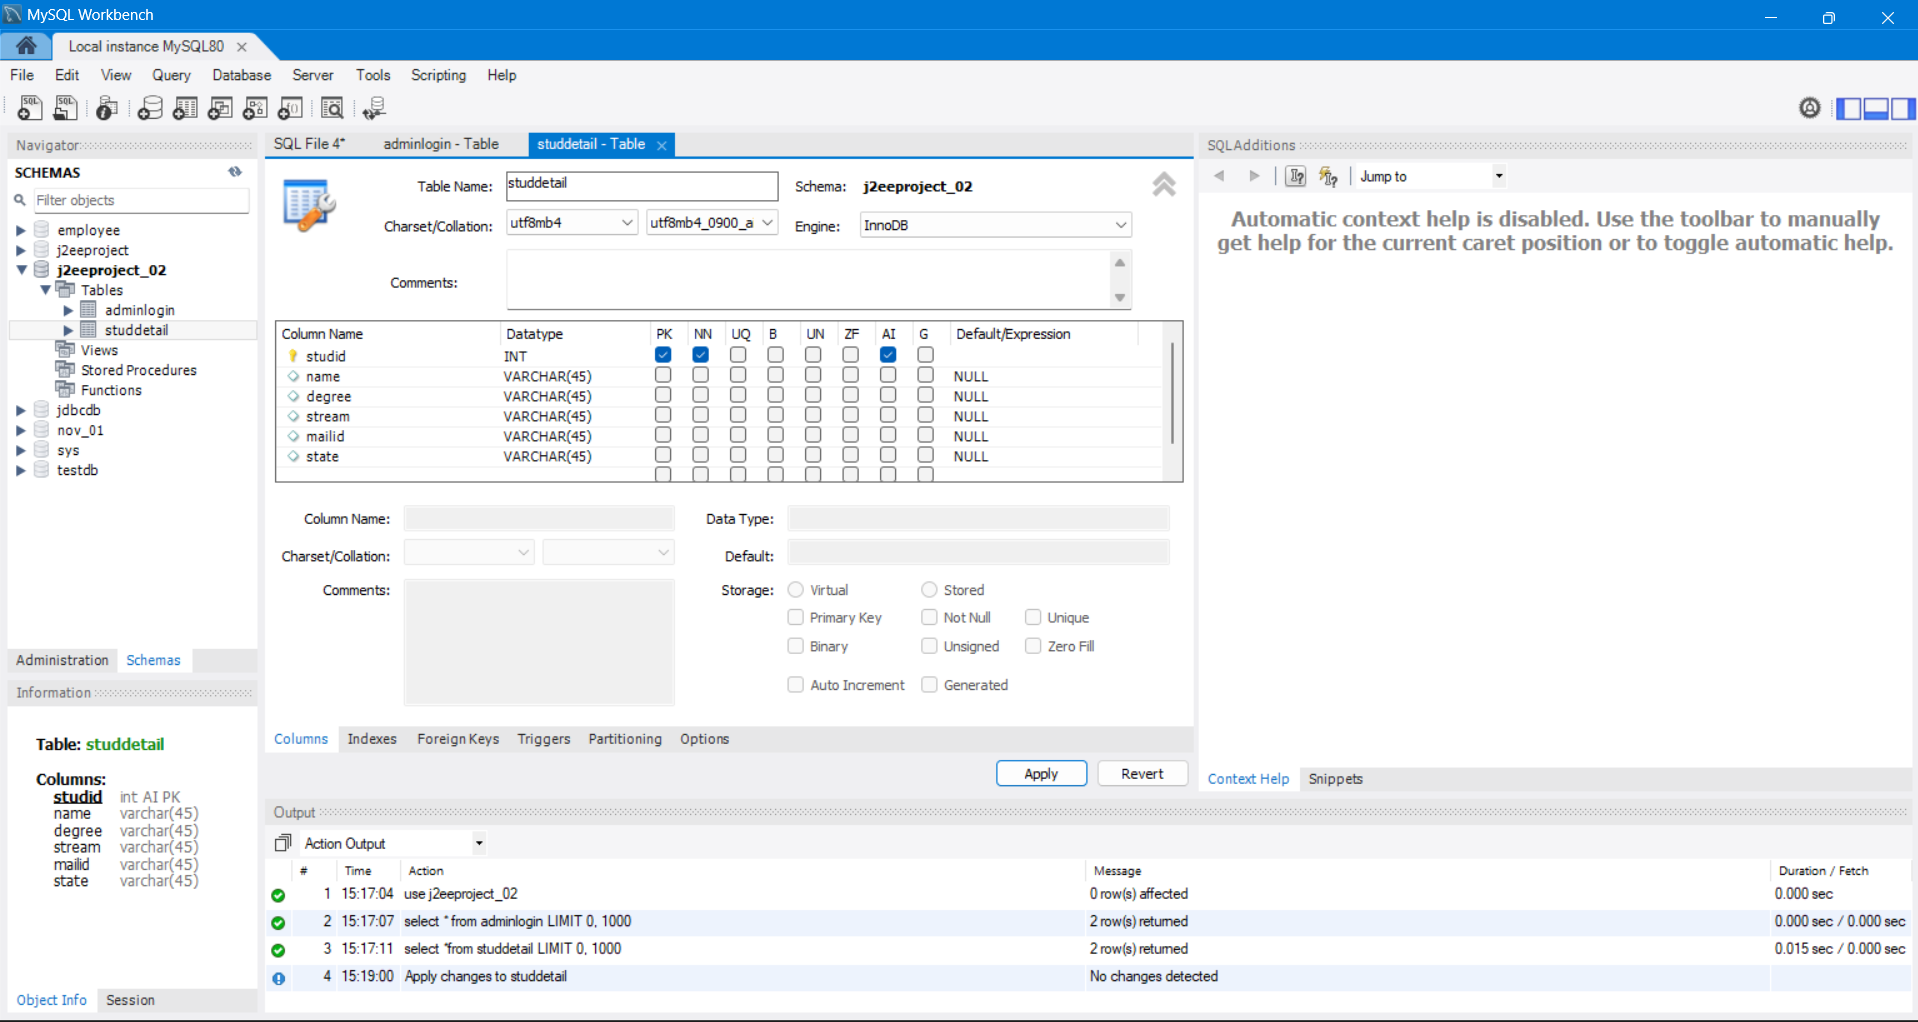 MySQL Workbench
Local instance MySQL80
File Edit View Query Database Server Tools Scripting Help
Navigator
SCHEMAS
Filter objects
employee
j2eeproject
j2eeproject_02
Tables
adminlogin
studdetail
Views
Stored Procedures
Functions
jdbcdb
nov_01
sys
testdb
Administration Schemas
Information
Table: studdetail
Columns:
studid int AI PK
name varchar(45)
degree varchar(45)
stream varchar(45)
mailid varchar(45)
state varchar(45)
Object Info Session
SQL File 4* adminlogin - Table studdetail - Table
Table Name: studdetail Schema: j2eeproject_02
Charset/Collation: utf8mb4 utf8mb4_0900_a Engine: InnoDB
Comments:
Column Name Datatype PK NN UQ B UN ZF AI G Default/Expression
studid INT
name VARCHAR(45) NULL
degree VARCHAR(45) NULL
stream VARCHAR(45) NULL
mailid VARCHAR(45) NULL
state VARCHAR(45) NULL
Column Name: Data Type:
Charset/Collation: Default:
Comments: Storage: Virtual Stored
Primary Key Not Null Unique
Binary Unsigned Zero Fill
Auto Increment Generated
Columns Indexes Foreign Keys Triggers Partitioning Options
Apply Revert
SQLAdditions
Jump to
Automatic context help is disabled. Use the toolbar to manually
get help for the current caret position or to toggle automatic help.
Context Help Snippets
Output
Action Output
# Time Action Message Duration / Fetch
1 15:17:04 use j2eeproject_02 0 row(s) affected 0.000 sec
2 15:17:07 select * from adminlogin LIMIT 0, 1000 2 row(s) returned 0.000 sec / 0.000 sec
3 15:17:11 select *from studdetail LIMIT 0, 1000 2 row(s) returned 0.015 sec / 0.000 sec
4 15:19:00 Apply changes to studdetail No changes detected